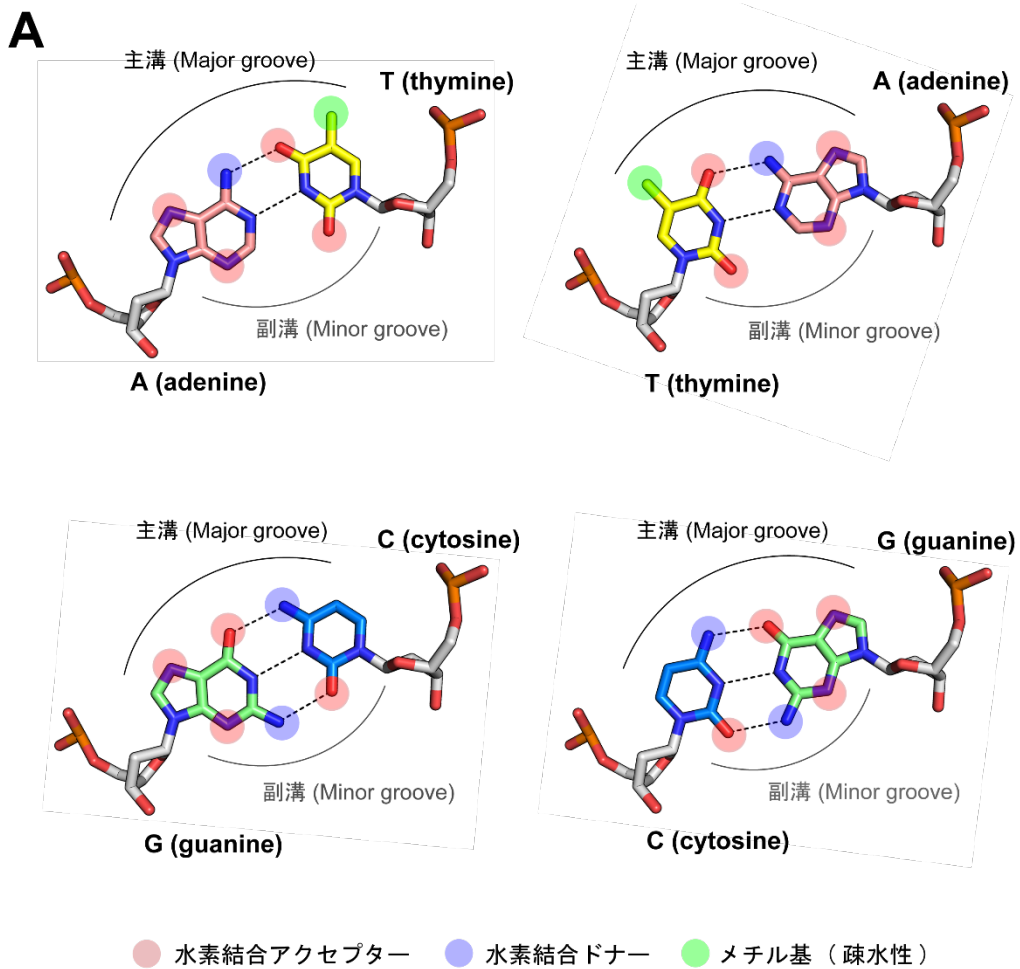 A
主溝 (Major groove)
T (thymine)
副溝 (Minor groove)
A (adenine)
主溝 (Major groove)
A (adenine)
副溝 (Minor groove)
T (thymine)
主溝 (Major groove)
C (cytosine)
副溝 (Minor groove)
G (guanine)
主溝 (Major groove)
G (guanine)
副溝 (Minor groove)
C (cytosine)
水素結合アクセプター 水素結合ドナー メチル基（疎水性）